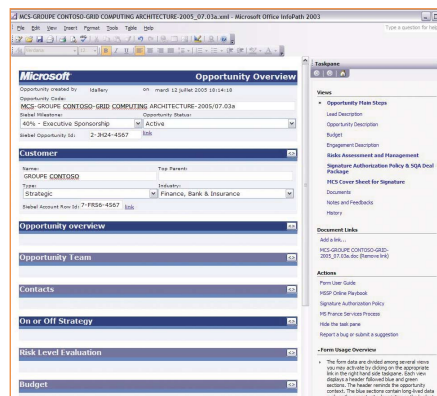 MCS-GROUPE CONTOSO-GRID COMPUTING ARCHITECTURE-2005_07.03a.xml - Microsoft Office InfoPath 2003
File Edit View Insert Format Tools Table Help
Type a question for help
Verdana
Microsoft
Opportunity Overview
Opportunity created by ldallery on mardi 12 juillet 2005 18:14:18
Opportunity Code:
MCS-GROUPE CONTOSO-GRID COMPUTING ARCHITECTURE-2005/07.03a
Siebel Milestone:
Opportunity Status:
40% - Executive Sponsorship
Active
Siebel Opportunity Id: 2-JH24-4S67 link
Customer
Name:
Top Parent:
GROUPE CONTOSO
Type:
Industry:
Strategic
Finance, Bank & Insurance
Siebel Account Row Id: 7-FRS6-4S67 link
Opportunity overview
Opportunity Team
Contacts
On or Off Strategy
Risk Level Evaluation
Budget
Taskpane
Views
Opportunity Main Steps
Lead Description
Opportunity Description
Budget
Engagement Description
Risks Assessment and Management
Signature Authorization Policy & SQA Deal
Package
MCS Cover Sheet for Signature
Documents
Notes and Feedbacks
History
Document Links
Add a link...
MCS-GROUPE CONTOSO-GRID-
2005_07.03a.doc (Remove link)
Actions
Form User Guide
MSSP Online Playbook
Signature Authorization Policy
MS France Services Process
Hide the task pane
Report a bug or submit a suggestion
Form Usage Overview
The form data are divided among several views
you may activate by clicking on the appropriate
link in the right hand side taskpane. Each view
displays a header followed blue and green
sections. The header reminds the opportunity
context. The blue sections contain long-lived data